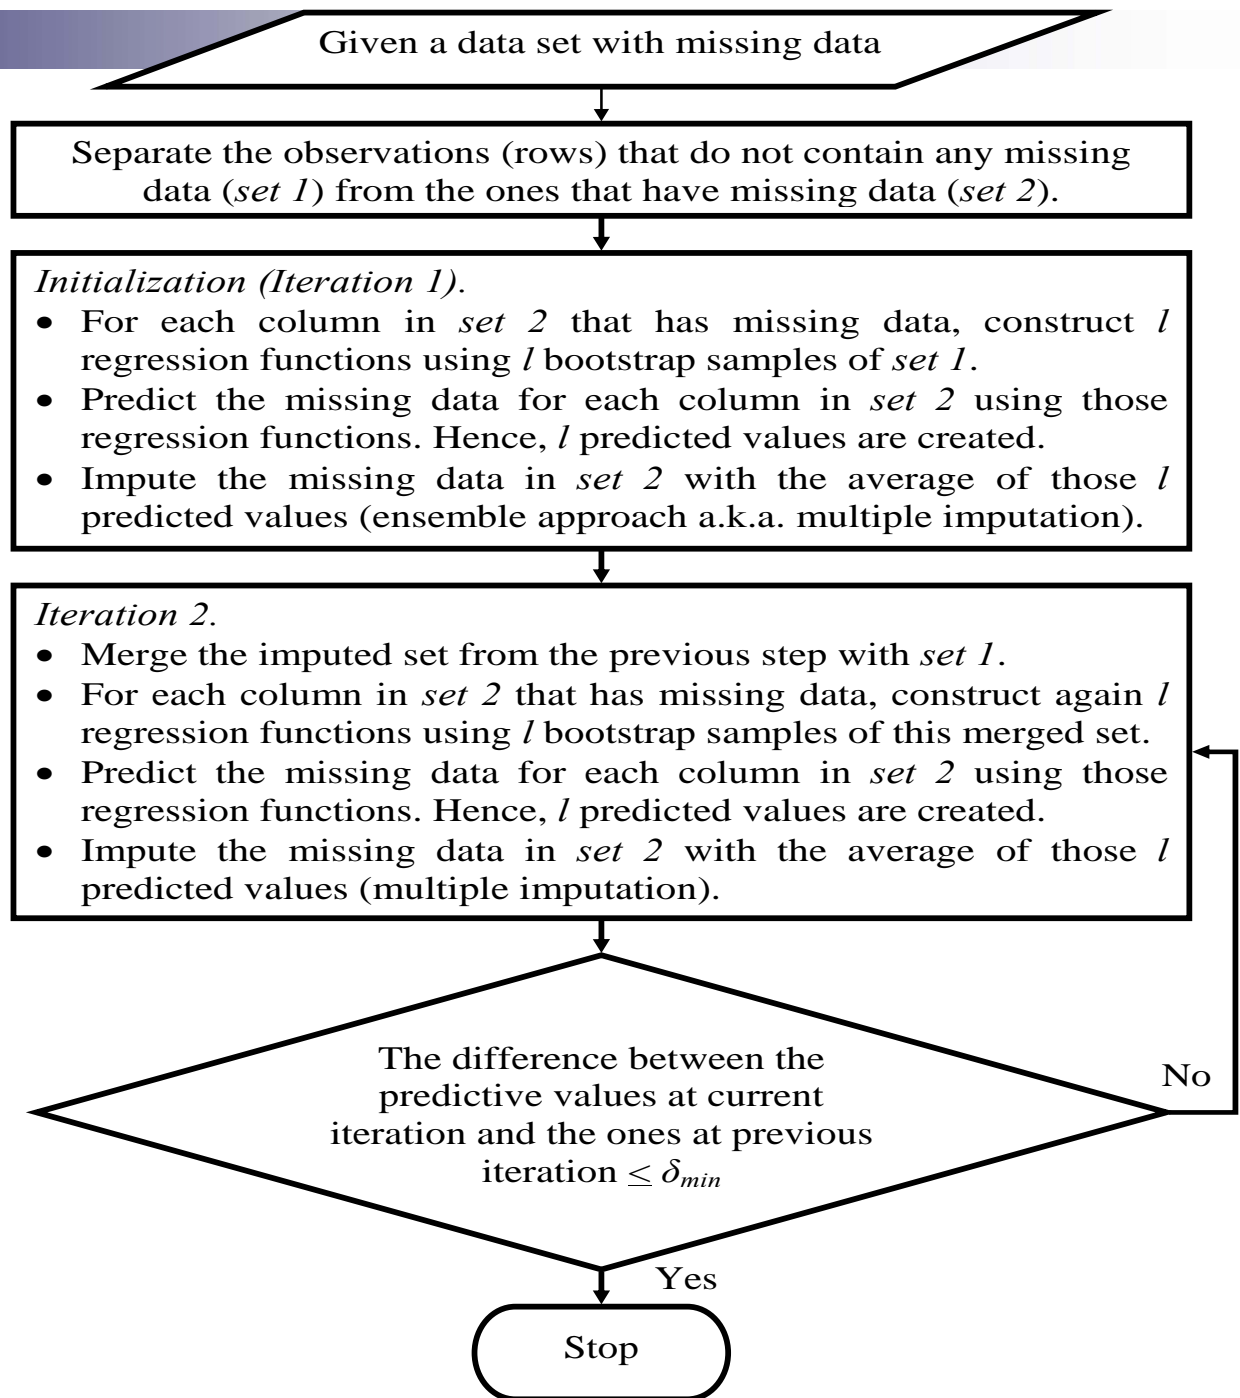 Given a data set with missing data
Separate the observations (rows) that do not contain any missing
data (set 1) from the ones that have missing data (set 2).
Initialization (Iteration 1).
• For each column in set 2 that has missing data, construct l
regression functions using l bootstrap samples of set 1.
• Predict the missing data for each column in set 2 using those
regression functions. Hence, l predicted values are created.
• Impute the missing data in set 2 with the average of those l
predicted values (ensemble approach a.k.a. multiple imputation).
Iteration 2.
• Merge the imputed set from the previous step with set 1.
• For each column in set 2 that has missing data, construct again l
regression functions using l bootstrap samples of this merged set.
• Predict the missing data for each column in set 2 using those
regression functions. Hence, l predicted values are created.
• Impute the missing data in set 2 with the average of those l
predicted values (multiple imputation).
The difference between the
predictive values at current
iteration and the ones at previous
iteration ≤ δmin
No
Yes
Stop